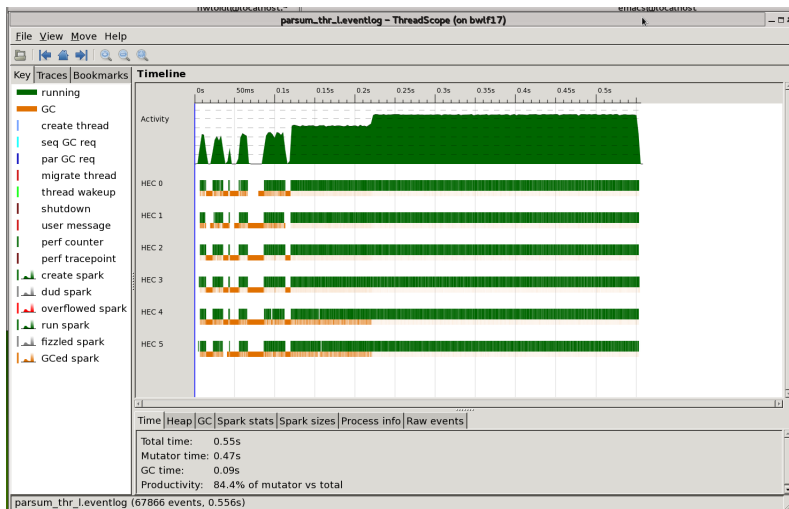 emacs@localhost
parsum_thr_l.eventlog – ThreadScope (on bwlf17)
File View Move Help
Key Traces Bookmarks
running
GC
create thread
seq GC req
par GC req
migrate thread
thread wakeup
shutdown
user message
perf counter
perf tracepoint
create spark
dud spark
overflowed spark
run spark
fizzled spark
GCed spark
Timeline
0s 50ms 0.1s 0.15s 0.2s 0.25s 0.3s 0.35s 0.4s 0.45s 0.5s
Activity
HEC 0
HEC 1
HEC 2
HEC 3
HEC 4
HEC 5
Time Heap GC Spark stats Spark sizes Process info Raw events
Total time: 0.55s
Mutator time: 0.47s
GC time: 0.09s
Productivity: 84.4% of mutator vs total
parsum_thr_l.eventlog (67866 events, 0.556s)